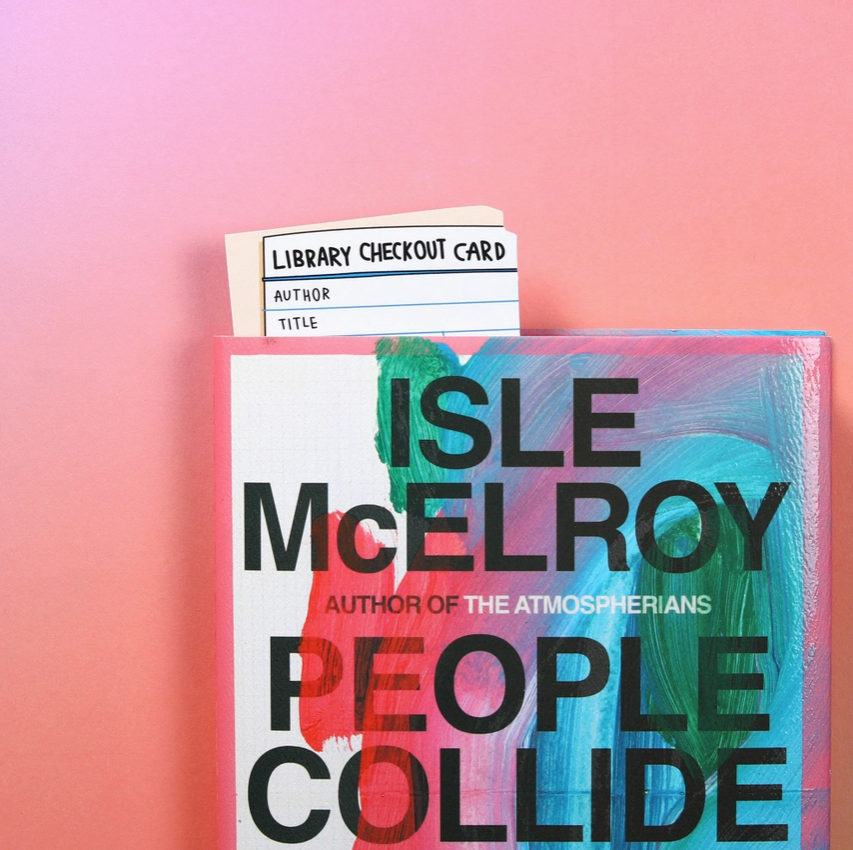 LIBRARY CHECKOUT CARD
AUTHOR
TITLE
ISLE
McELROY
AUTHOR OF THE ATMOSPHERIANS
PEOPLE
COLLIDE